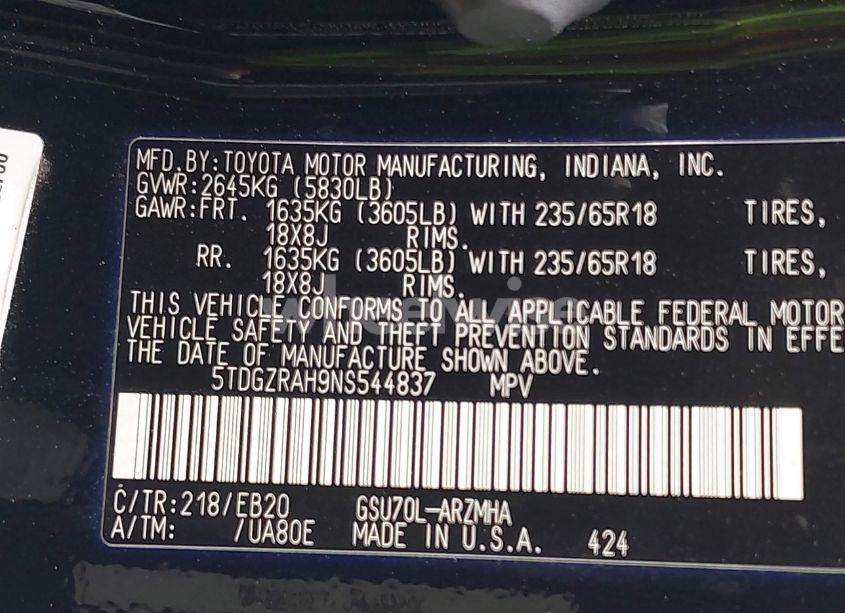 MFD.BY:TOYOTA MOTOR MANUFACTURING, INDIANA, INC.
GVWR:2645KG (5830LB)
GAWR:FRT. 1635KG (3605LB) WITH 235/65R18 TIRES,
18X8J RIMS.
RR. 1635KG (3605LB) WITH 235/65R18 TIRES,
18X8J RIMS.
THIS VEHICLE CONFORMS TO ALL APPLICABLE FEDERAL MOTOR
VEHICLE SAFETY AND THEFT PREVENTION STANDARDS IN EFFE
THE DATE OF MANUFACTURE SHOWN ABOVE.
5TDGZRAH9NS544837 MPV
C/TR:218/EB20 GSU70L-ARZMHA
A/TM: /UA80E MADE IN U.S.A. 424